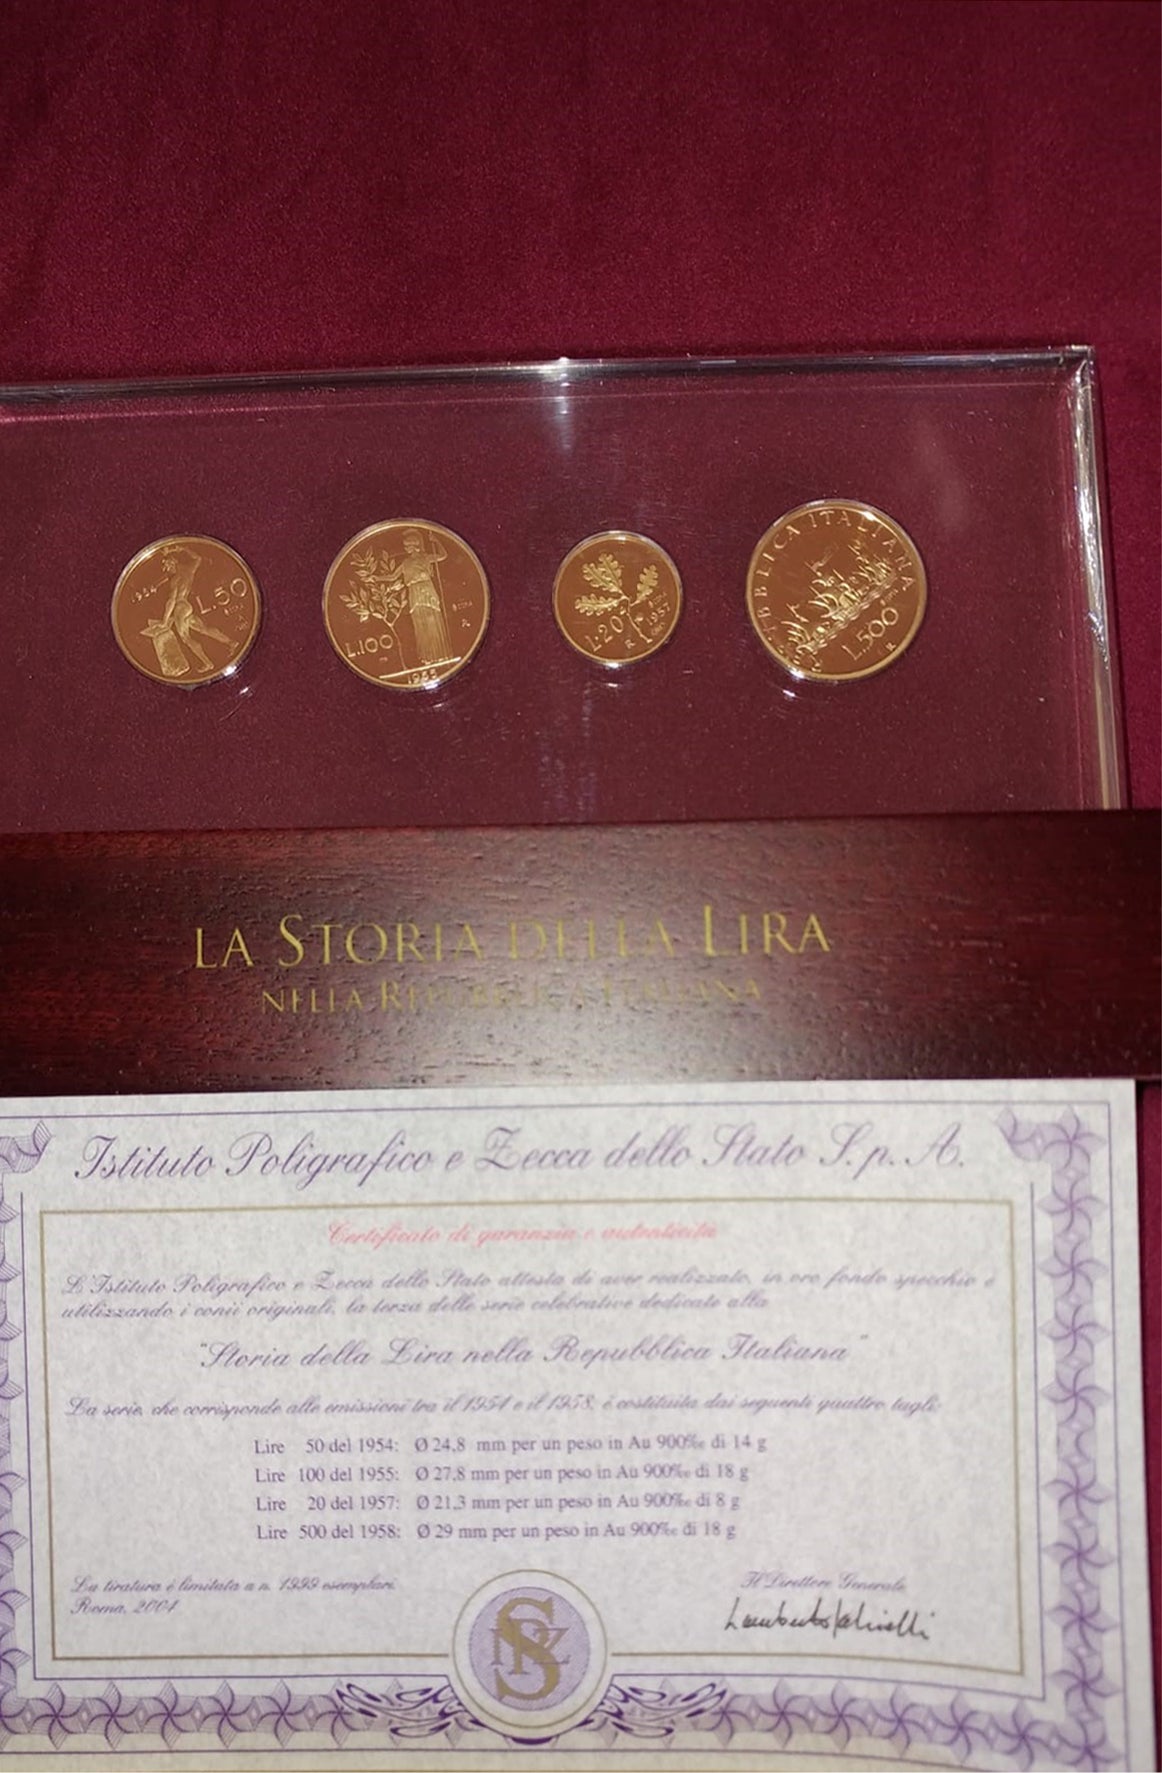 1954
L.50
R
L.100
R
1955
L.20
1957
R
REPVBBLICA ITALIANA
L.500
R
LA STORIA DELLA LIRA
NELLA REPUBBLICA ITALIANA
Istituto Poligrafico e Zecca dello Stato S.p.A.
Certificato di garanzia e autenticità
L'Istituto Poligrafico e Zecca dello Stato attesta di aver realizzato, in oro fondo specchio e
utilizzando i conii originali, la terza delle serie celebrative dedicate alla
"Storia della Lira nella Repubblica Italiana"
La serie, che corrisponde alle emissioni tra il 1954 e il 1958, è costituita dai seguenti quattro tagli:
Lire 50 del 1954: Ø 24,8 mm per un peso in Au 900‰ di 14 g
Lire 100 del 1955: Ø 27,8 mm per un peso in Au 900‰ di 18 g
Lire 20 del 1957: Ø 21,3 mm per un peso in Au 900‰ di 8 g
Lire 500 del 1958: Ø 29 mm per un peso in Au 900‰ di 18 g
La tiratura è limitata a n. 1999 esemplari.
Roma, 2004
Il Direttore Generale
IPZS